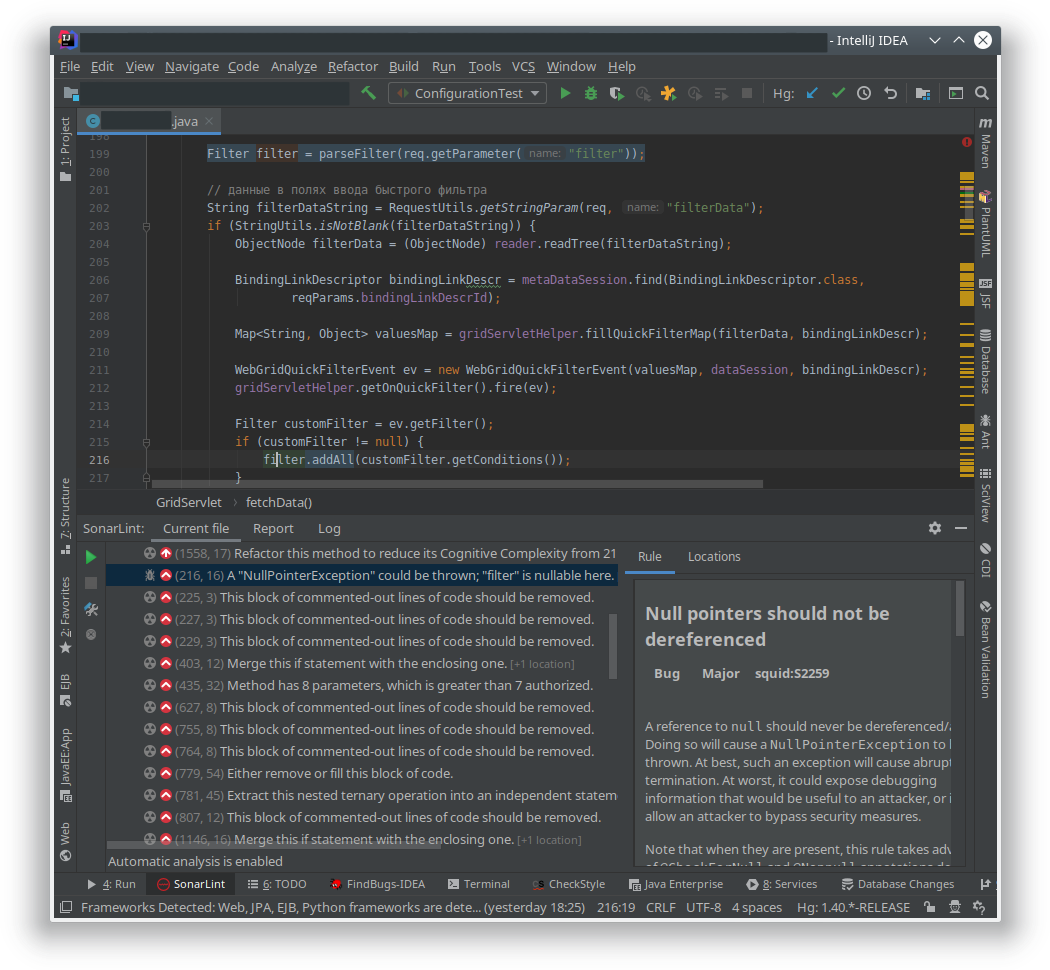 - IntelliJ IDEA
File Edit View Navigate Code Analyze Refactor Build Run Tools VCS Window Help
ConfigurationTest Hg:
.java
198
199 Filter filter = parseFilter(req.getParameter( name: "filter"));
200
201 // данные в полях ввода быстрого фильтра
202 String filterDataString = RequestUtils.getStringParam(req, name: "filterData");
203 if (StringUtils.isNotBlank(filterDataString)) {
204 ObjectNode filterData = (ObjectNode) reader.readTree(filterDataString);
205
206 BindingLinkDescriptor bindingLinkDescr = metaDataSession.find(BindingLinkDescriptor.class,
207 reqParams.bindingLinkDescrId);
208
209 Map<String, Object> valuesMap = gridServletHelper.fillQuickFilterMap(filterData, bindingLinkDescr);
210
211 WebGridQuickFilterEvent ev = new WebGridQuickFilterEvent(valuesMap, dataSession, bindingLinkDescr);
212 gridServletHelper.getOnQuickFilter().fire(ev);
213
214 Filter customFilter = ev.getFilter();
215 if (customFilter != null) {
216 filter.addAll(customFilter.getConditions());
217 }
GridServlet › fetchData()
SonarLint: Current file Report Log
(1558, 17) Refactor this method to reduce its Cognitive Complexity from 21
(216, 16) A "NullPointerException" could be thrown; "filter" is nullable here.
(225, 3) This block of commented-out lines of code should be removed.
(227, 3) This block of commented-out lines of code should be removed.
(229, 3) This block of commented-out lines of code should be removed.
(403, 12) Merge this if statement with the enclosing one. [+1 location]
(435, 32) Method has 8 parameters, which is greater than 7 authorized.
(627, 8) This block of commented-out lines of code should be removed.
(755, 8) This block of commented-out lines of code should be removed.
(764, 8) This block of commented-out lines of code should be removed.
(779, 54) Either remove or fill this block of code.
(781, 45) Extract this nested ternary operation into an independent statem
(807, 12) This block of commented-out lines of code should be removed.
(1146, 16) Merge this if statement with the enclosing one. [+1 location]
Automatic analysis is enabled
Rule Locations
Null pointers should not be
dereferenced
Bug Major squid:S2259
A reference to null should never be dereferenced/
Doing so will cause a NullPointerException to
thrown. At best, such an exception will cause abrupt
termination. At worst, it could expose debugging
information that would be useful to an attacker, or
allow an attacker to bypass security measures.
Note that when they are present, this rule takes adv
of @CheckForNull and @Nonnull annotations
1: Project
7: Structure
2: Favorites
EJB
JavaEE:App
Web
Maven
PlantUML
JSF
Database
Ant
SciView
CDI
Bean Validation
4: Run SonarLint 6: TODO FindBugs-IDEA Terminal CheckStyle Java Enterprise 8: Services Database Changes
Frameworks Detected: Web, JPA, EJB, Python frameworks are dete... (yesterday 18:25) 216:19 CRLF UTF-8 4 spaces Hg: 1.40.*-RELEASE